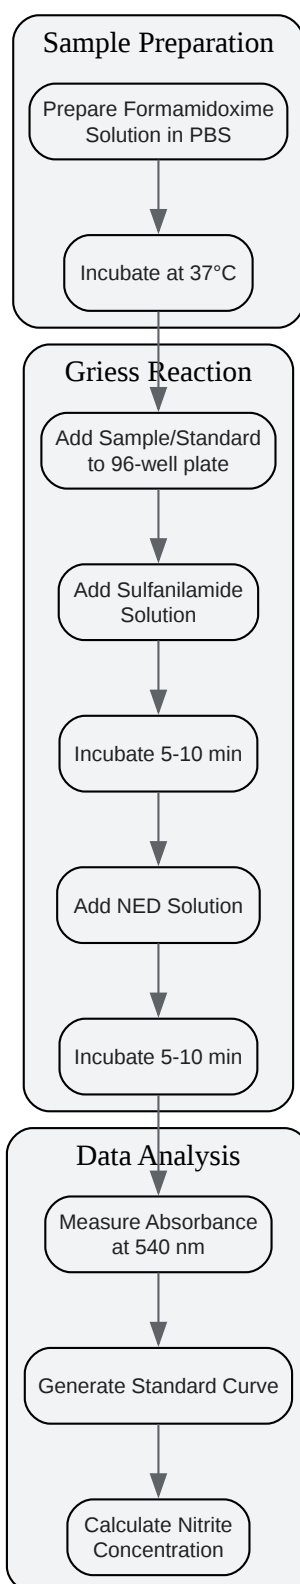 Sample Preparation
Prepare Formamidoxime
Solution in PBS
Incubate at 37°C
Griess Reaction
Add Sample/Standard
to 96-well plate
Add Sulfanilamide
Solution
Incubate 5-10 min
Add NED Solution
Incubate 5-10 min
Data Analysis
Measure Absorbance
at 540 nm
Generate Standard Curve
Calculate Nitrite
Concentration